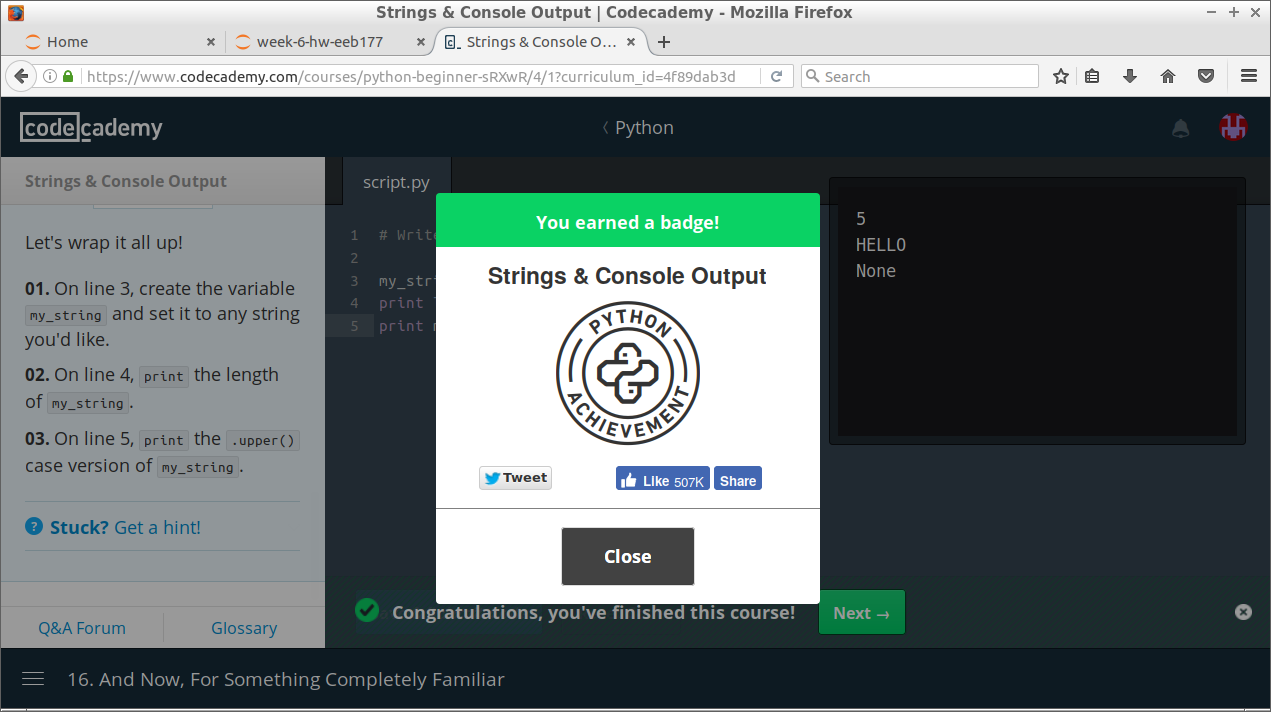 Strings & Console Output | Codecademy - Mozilla Firefox
Home
week-6-hw-eeb177
Strings & Console O…
https://www.codecademy.com/courses/python-beginner-sRXwR/4/1?curriculum_id=4f89dab3d
Search
codecademy
Python
Strings & Console Output
script.py
Let's wrap it all up!
01. On line 3, create the variable
my_string and set it to any string
you'd like.
02. On line 4, print the length
of my_string.
03. On line 5, print the .upper()
case version of my_string.
Stuck? Get a hint!
Q&A Forum
Glossary
1 # Write
2
3 my_stri
4 print
5 print
You earned a badge!
Strings & Console Output
PYTHON
ACHIEVEMENT
Tweet
Like 507K
Share
Close
5
HELLO
None
Congratulations, you've finished this course!
Next →
16. And Now, For Something Completely Familiar